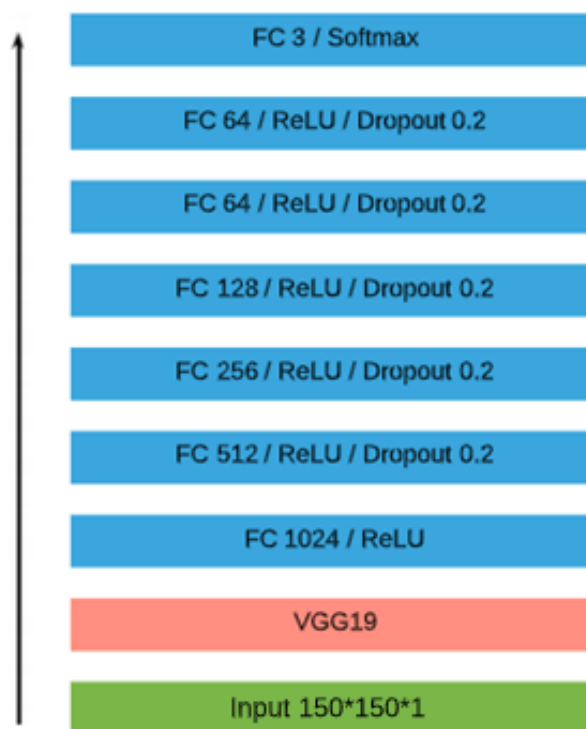 FC 3 / Softmax
FC 64 / ReLU / Dropout 0.2
FC 64 / ReLU / Dropout 0.2
FC 128 / ReLU / Dropout 0.2
FC 256 / ReLU / Dropout 0.2
FC 512 / ReLU / Dropout 0.2
FC 1024 / ReLU
VGG19
Input 150*150*1